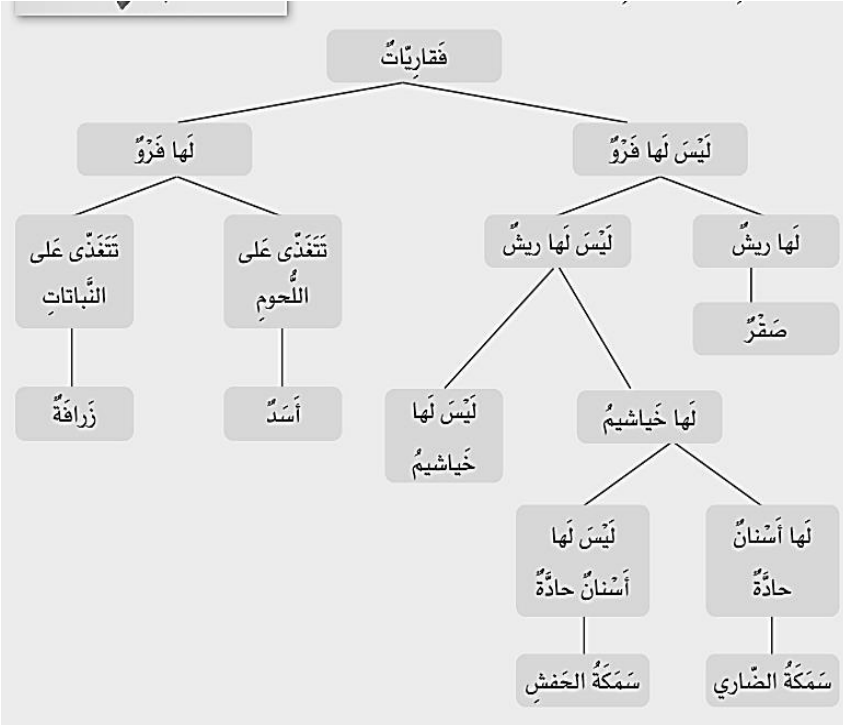 فَقارِيّاتٌ
لَيْسَ لَها فَرْوٌ
لَها فَرْوٌ
لَها ريشٌ
لَيْسَ لَها ريشٌ
تَتَغَذّى عَلى
اللُّحومِ
تَتَغَذّى عَلى
النَّباتاتِ
صَقْرٌ
لَها خَياشيمُ
لَيْسَ لَها
خَياشيمُ
أَسَدٌ
زَرافَةٌ
لَها أَسْنانٌ
حادَّةٌ
لَيْسَ لَها
أَسْنانٌ حادَّةٌ
سَمَكَةُ الضّاري
سَمَكَةُ الحَفشِ